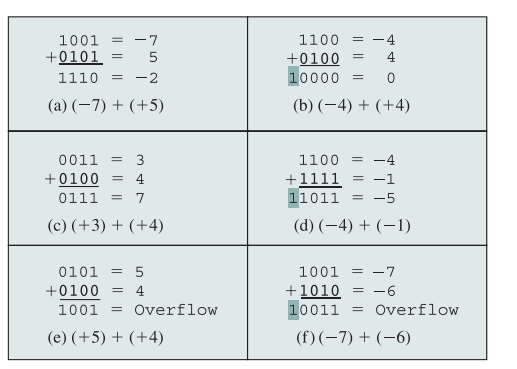 1001 = −7
+0101 = 5
1110 = −2
(a) (−7) + (+5)
1100 = −4
+0100 = 4
10000 = 0
(b) (−4) + (+4)
0011 = 3
+0100 = 4
0111 = 7
(c) (+3) + (+4)
1100 = −4
+1111 = −1
11011 = −5
(d) (−4) + (−1)
0101 = 5
+0100 = 4
1001 = Overflow
(e) (+5) + (+4)
1001 = −7
+1010 = −6
10011 = Overflow
(f) (−7) + (−6)